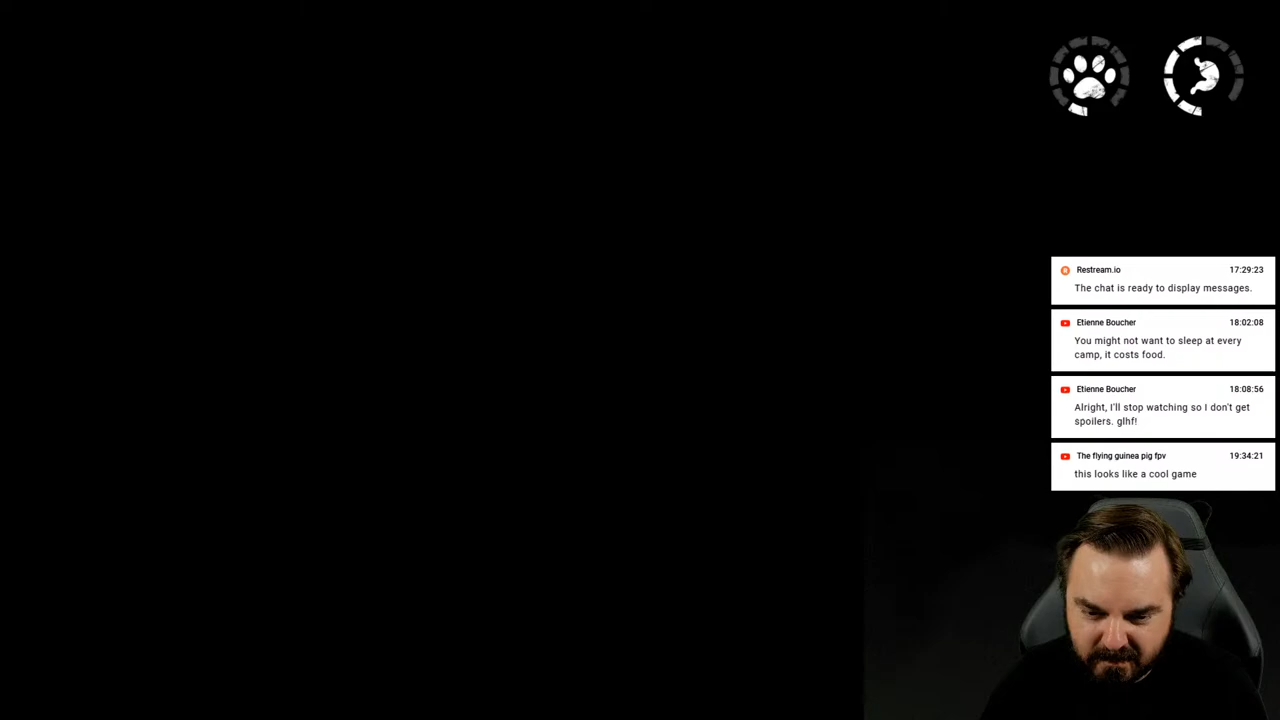 Restream.io 17:29:23
The chat is ready to display messages.
Etienne Boucher 18:02:08
You might not want to sleep at every
camp, it costs food.
Etienne Boucher 18:08:56
Alright, I'll stop watching so I don't get
spoilers. glhf!
The flying guinea pig fpv 19:34:21
this looks like a cool game